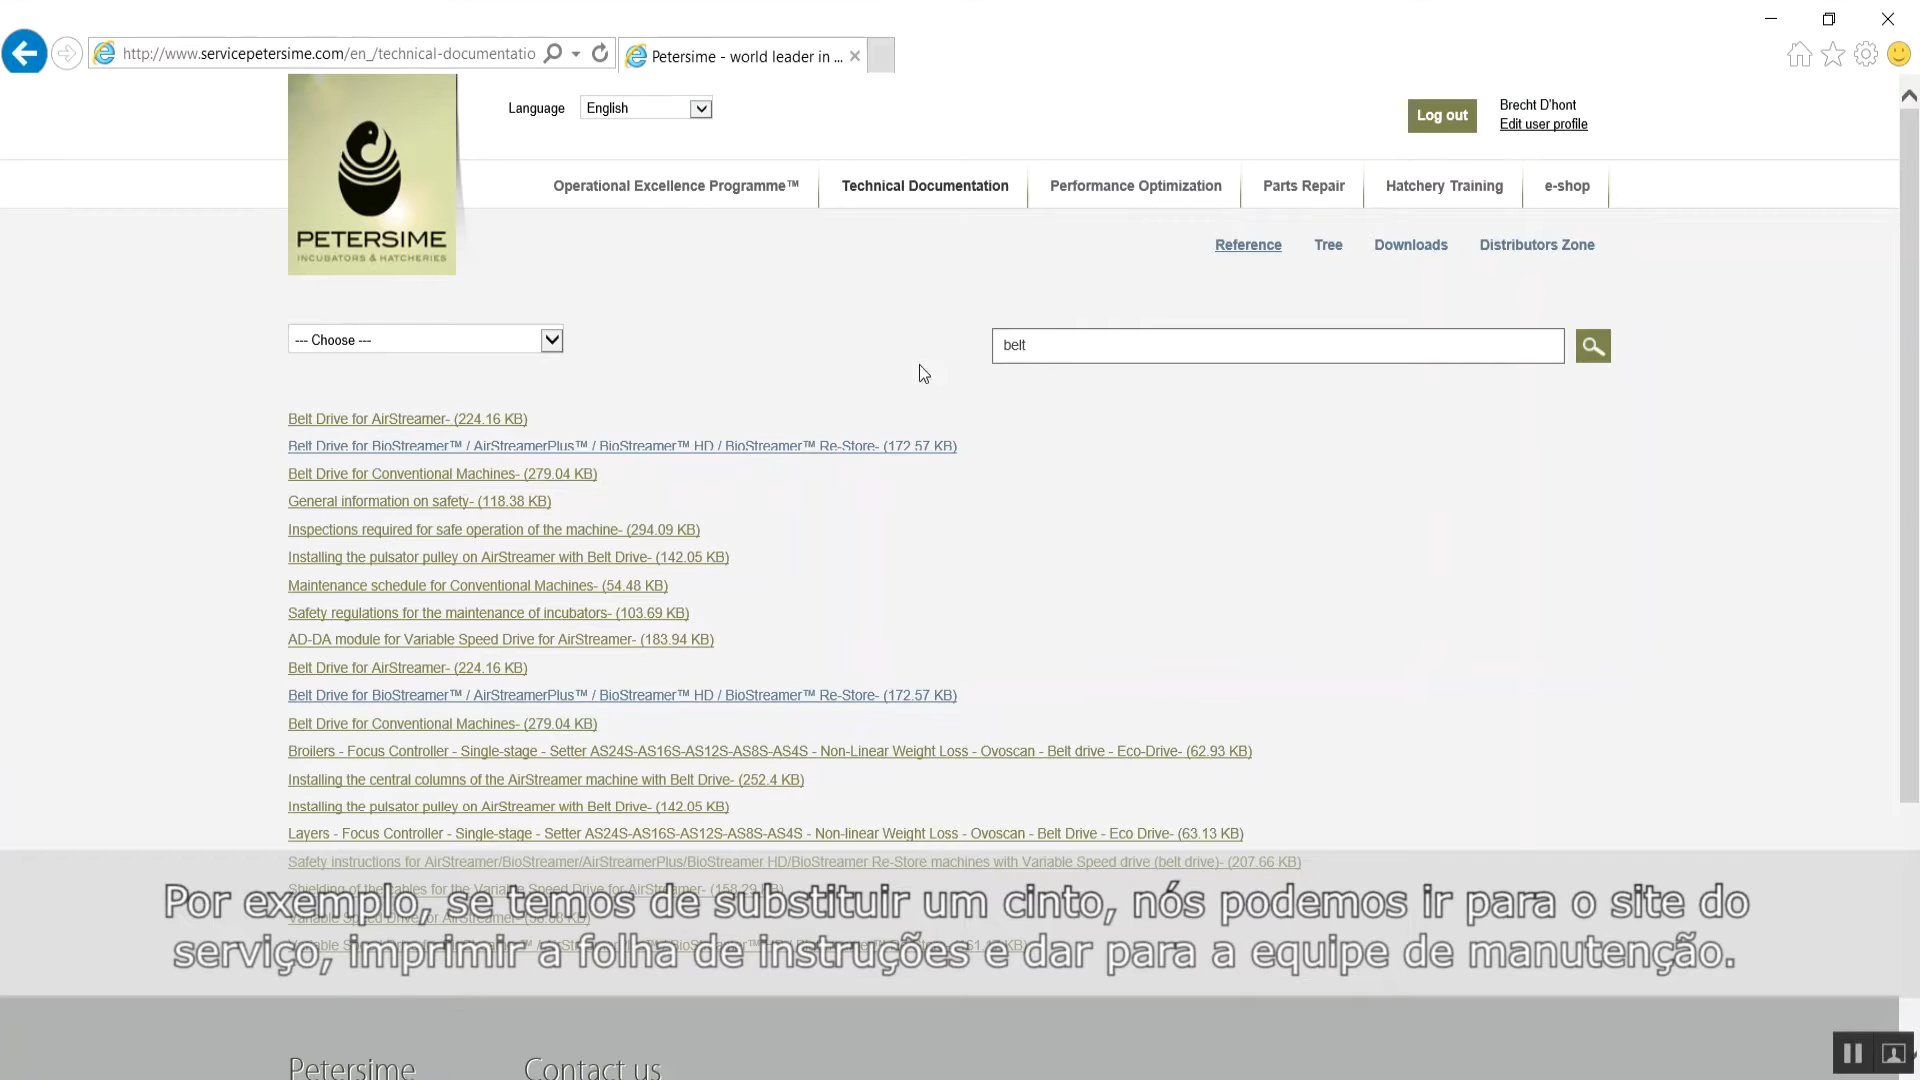 http://www.servicepetersime.com/en_/technical-documentatio
Petersime - world leader in ...
Language
English
Log out
Brecht D'hont
Edit user profile
PETERSIME
INCUBATORS & HATCHERIES
Operational Excellence Programme™
Technical Documentation
Performance Optimization
Parts Repair
Hatchery Training
e-shop
Reference
Tree
Downloads
Distributors Zone
--- Choose ---
belt
Belt Drive for AirStreamer- (224.16 KB)
Belt Drive for BioStreamer™ / AirStreamerPlus™ / BioStreamer™ HD / BioStreamer™ Re-Store- (172.57 KB)
Belt Drive for Conventional Machines- (279.04 KB)
General information on safety- (118.38 KB)
Inspections required for safe operation of the machine- (294.09 KB)
Installing the pulsator pulley on AirStreamer with Belt Drive- (142.05 KB)
Maintenance schedule for Conventional Machines- (54.48 KB)
Safety regulations for the maintenance of incubators- (103.69 KB)
AD-DA module for Variable Speed Drive for AirStreamer- (183.94 KB)
Belt Drive for AirStreamer- (224.16 KB)
Belt Drive for BioStreamer™ / AirStreamerPlus™ / BioStreamer™ HD / BioStreamer™ Re-Store- (172.57 KB)
Belt Drive for Conventional Machines- (279.04 KB)
Broilers - Focus Controller - Single-stage - Setter AS24S-AS16S-AS12S-AS8S-AS4S - Non-Linear Weight Loss - Ovoscan - Belt drive - Eco-Drive- (62.93 KB)
Installing the central columns of the AirStreamer machine with Belt Drive- (252.4 KB)
Installing the pulsator pulley on AirStreamer with Belt Drive- (142.05 KB)
Layers - Focus Controller - Single-stage - Setter AS24S-AS16S-AS12S-AS8S-AS4S - Non-linear Weight Loss - Ovoscan - Belt Drive - Eco Drive- (63.13 KB)
Safety instructions for AirStreamer/BioStreamer/AirStreamerPlus/BioStreamer HD/BioStreamer Re-Store machines with Variable Speed drive (belt drive)- (207.66 KB)
Shielding of the cables for the Variable Speed Drive for AirStreamer- (158.29 KB)
Por exemplo, se temos de substituir um cinto, nós podemos ir para o site do
serviço, imprimir a folha de instruções e dar para a equipe de manutenção.
Petersime
Contact us